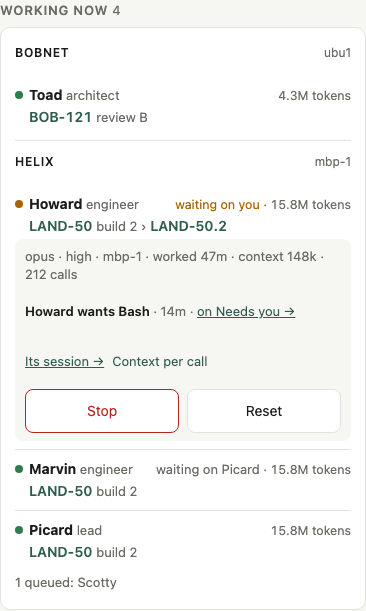 WORKING NOW 4
BOBNET ubu1
Toad architect 4.3M tokens
BOB-121 review B
HELIX mbp-1
Howard engineer waiting on you · 15.8M tokens
LAND-50 build 2 › LAND-50.2
opus · high · mbp-1 · worked 47m · context 148k ·
212 calls
Howard wants Bash · 14m · on Needs you →
Its session → Context per call
Stop Reset
Marvin engineer waiting on Picard · 15.8M tokens
LAND-50 build 2
Picard lead 15.8M tokens
LAND-50 build 2
1 queued: Scotty